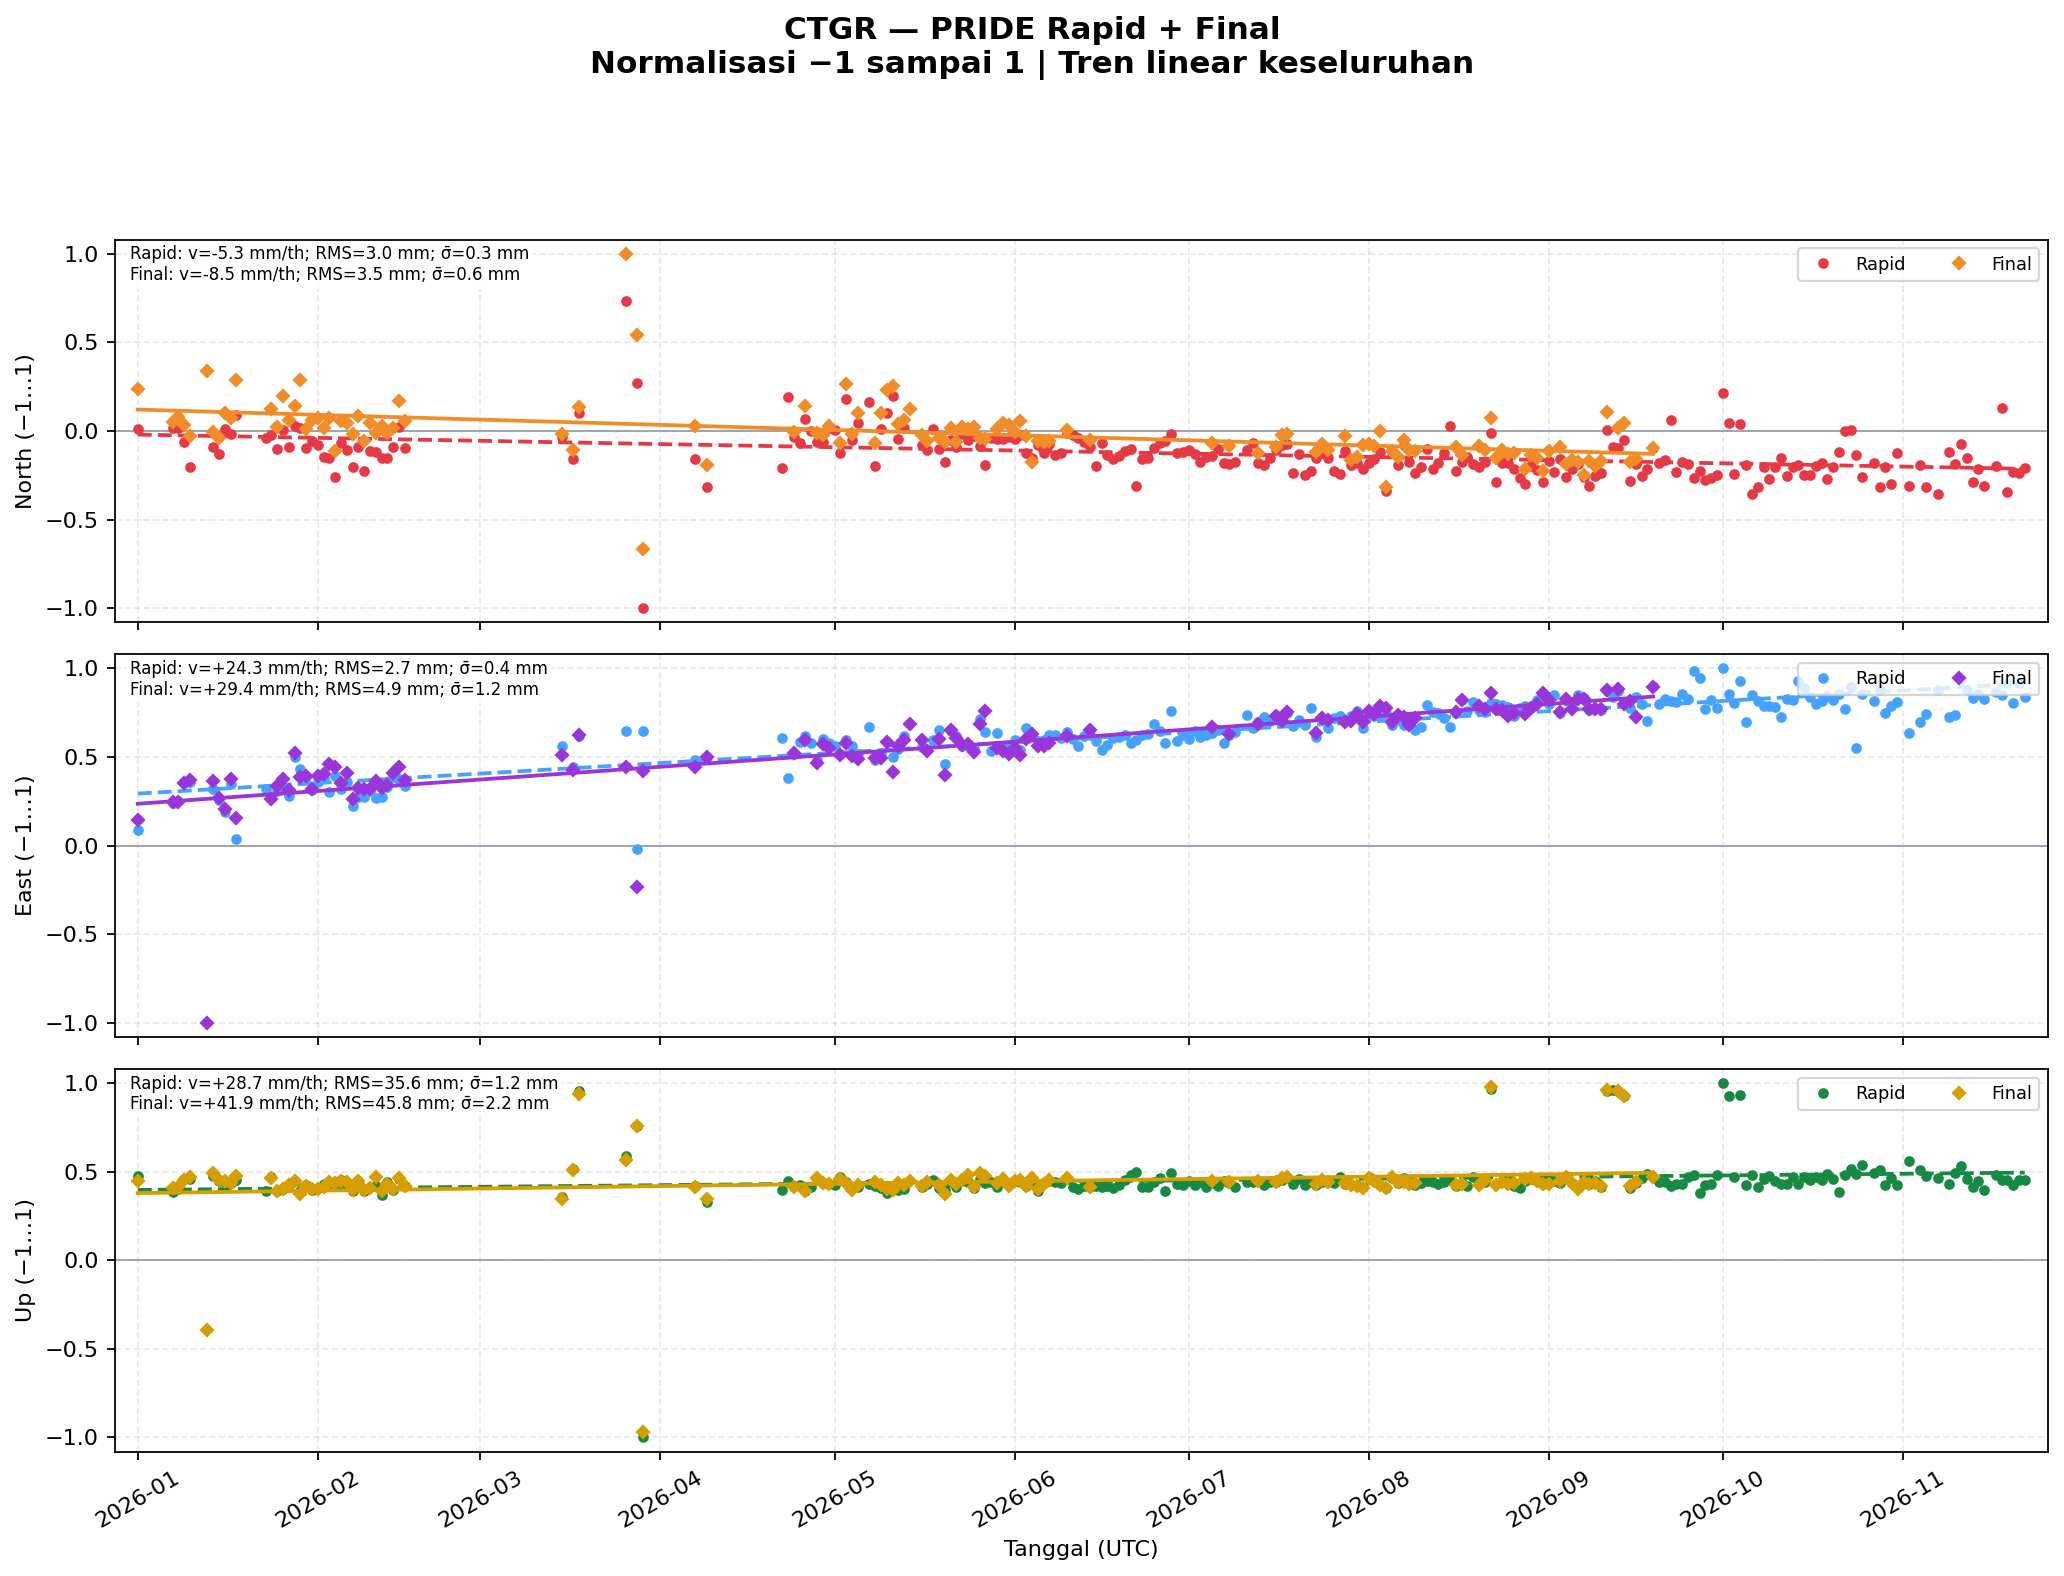 CTGR — PRIDE Rapid + Final
Normalisasi −1 sampai 1 | Tren linear keseluruhan
Rapid: v=-5.3 mm/th; RMS=3.0 mm; σ̄=0.3 mm
Final: v=-8.5 mm/th; RMS=3.5 mm; σ̄=0.6 mm
Rapid Final
North (−1…1)
1.0
0.5
0.0
−0.5
−1.0
Rapid: v=+24.3 mm/th; RMS=2.7 mm; σ̄=0.4 mm
Final: v=+29.4 mm/th; RMS=4.9 mm; σ̄=1.2 mm
Rapid Final
East (−1…1)
1.0
0.5
0.0
−0.5
−1.0
Rapid: v=+28.7 mm/th; RMS=35.6 mm; σ̄=1.2 mm
Final: v=+41.9 mm/th; RMS=45.8 mm; σ̄=2.2 mm
Rapid Final
Up (−1…1)
1.0
0.5
0.0
−0.5
−1.0
2026-01 2026-02 2026-03 2026-04 2026-05 2026-06 2026-07 2026-08 2026-09 2026-10 2026-11
Tanggal (UTC)